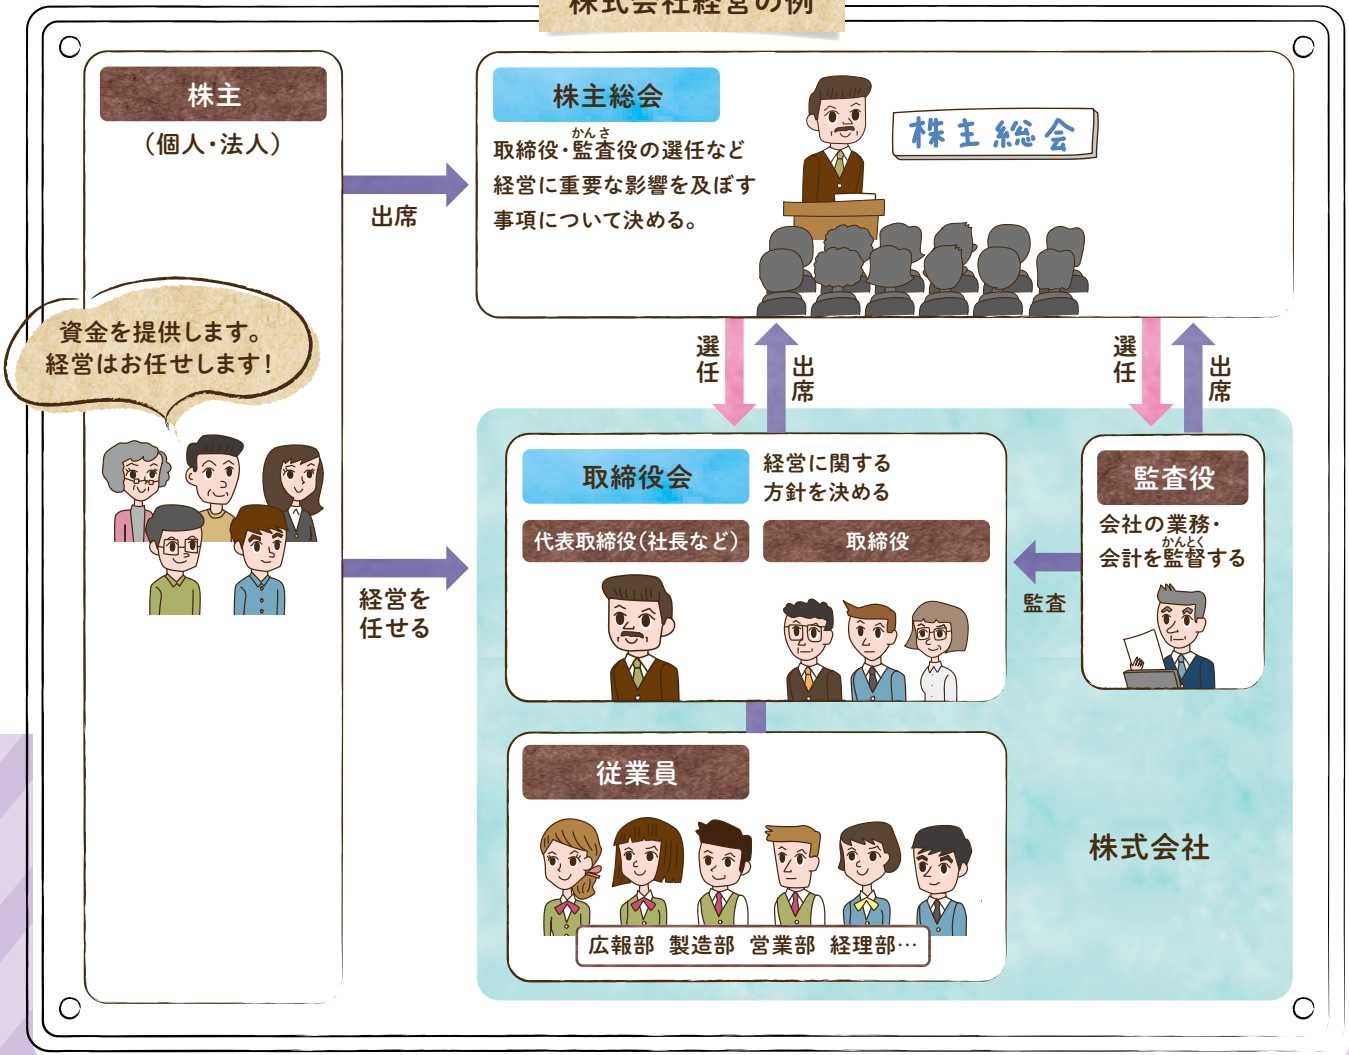 株式会社経営の例
株主
（個人・法人）
出席
株主総会
かんさ
取締役・監査役の選任など
経営に重要な影響を及ぼす
事項について決める。
株主総会
資金を提供します。
経営はお任せします！
経営を
任せる
選任
出席
選任
出席
取締役会
経営に関する
方針を決める
代表取締役（社長など）
取締役
監査役
会社の業務・
かんとく
会計を監督する
監査
従業員
広報部 製造部 営業部 経理部…
株式会社